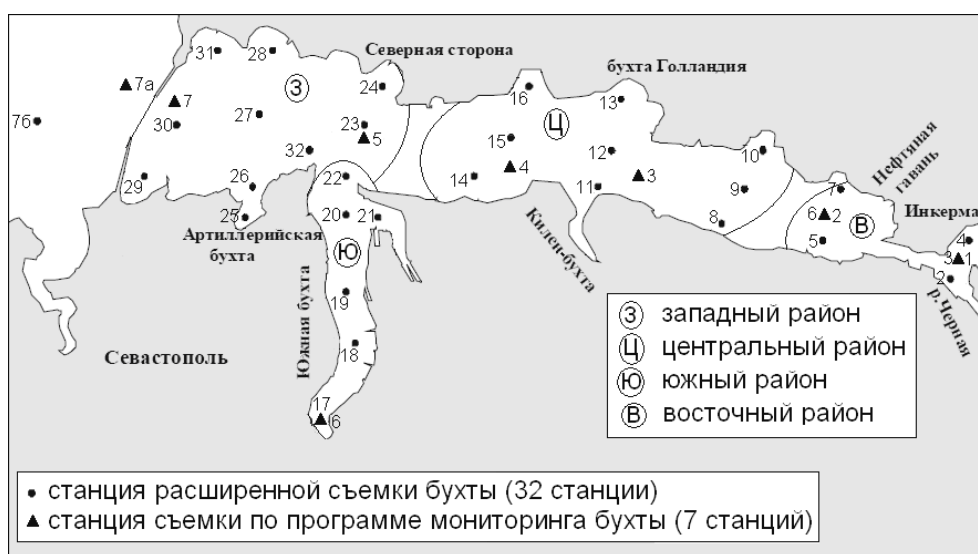 31
28
Северная сторона
З
24
бухта Голландия
7а
16
7
13
Ц
7б
27
30
23
5
15
12
10
32
4
Нефтяная
гавань
29
26
22
14
3
11
9
7
25
20
21
8
6
2
В
Инкерма
Артиллерийская
бухта
Килен-бухта
5
4
3
1
Ю
2
р.Черная
19
Южная бухта
18
Севастополь
17
6
З западный район
Ц центральный район
Ю южный район
В восточный район
станция расширенной съемки бухты (32 станции)
станция съемки по программе мониторинга бухты (7 станций)